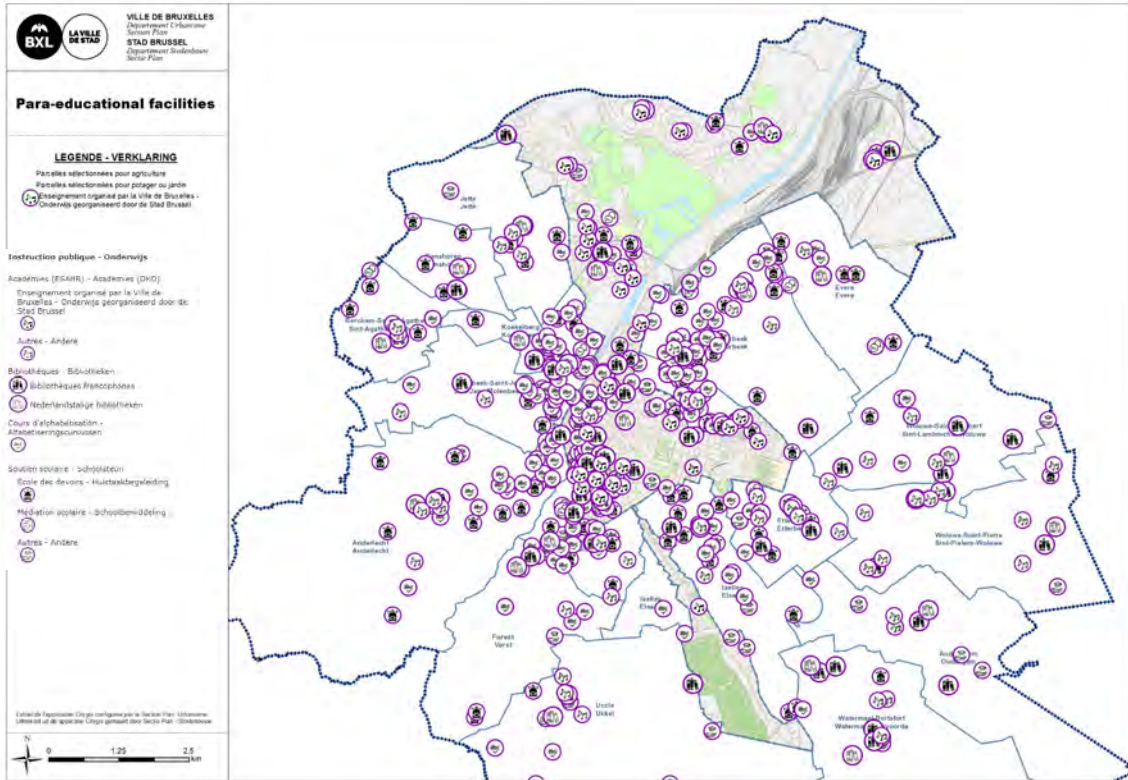 BXL
LA VILLE
DE STAD
VILLE DE BRUXELLES
Département Urbanisme
Section Plan
STAD BRUSSEL
Departement Stedenbouw
Sectie Plan
Para-educational facilities
LEGENDE - VERKLARING
Parcelles sélectionnées pour agriculture
Parcelles sélectionnées pour potager ou jardin
Enseignement organisé par la Ville de Bruxelles -
Onderwijs georganiseerd door de Stad Brussel
Instruction publique - Onderwijs
Académies (ESAHR) - Academies (DKO)
Enseignement organisé par la Ville de
Bruxelles - Onderwijs georganiseerd door de
Stad Brussel
Autres - Andere
Bibliothèques - Bibliotheken
Bibliothèques francophones
Nederlandstalige bibliotheken
Cours d'alphabétisation -
Alfabetiseringscursussen
Soutien scolaire - Schoolsteun
École des devoirs - Huistaakbegeleiding
Médiation scolaire - Schoolbemiddeling
Autres - Andere
N
0 1.25 2.5
km
Jette
Jette
Evere
Evere
Koekelberg
Anderlecht
Anderlecht
Woluwe-Saint-Pierre
Sint-Pieters-Woluwe
Ixelles
Ixelles
Forest
Vorst
Uccle
Ukkel
Watermael-Boitsfort